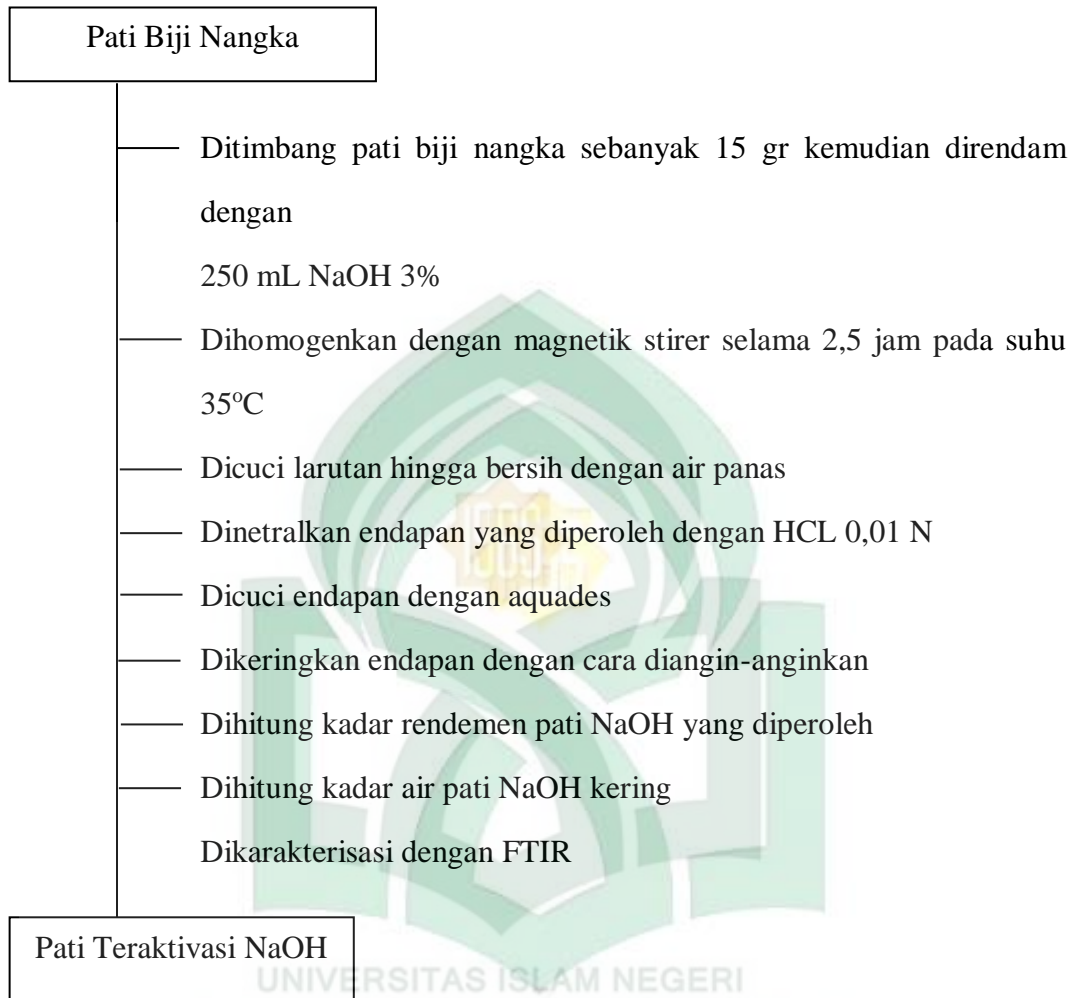 Pati Biji Nangka
Ditimbang pati biji nangka sebanyak 15 gr kemudian direndam
dengan
250 mL NaOH 3%
Dihomogenkan dengan magnetik stirer selama 2,5 jam pada suhu
35°C
Dicuci larutan hingga bersih dengan air panas
Dinetralkan endapan yang diperoleh dengan HCL 0,01 N
Dicuci endapan dengan aquades
Dikeringkan endapan dengan cara diangin-anginkan
Dihitung kadar rendemen pati NaOH yang diperoleh
Dihitung kadar air pati NaOH kering
Dikarakterisasi dengan FTIR
Pati Teraktivasi NaOH
UNIVERSITAS ISLAM NEGERI